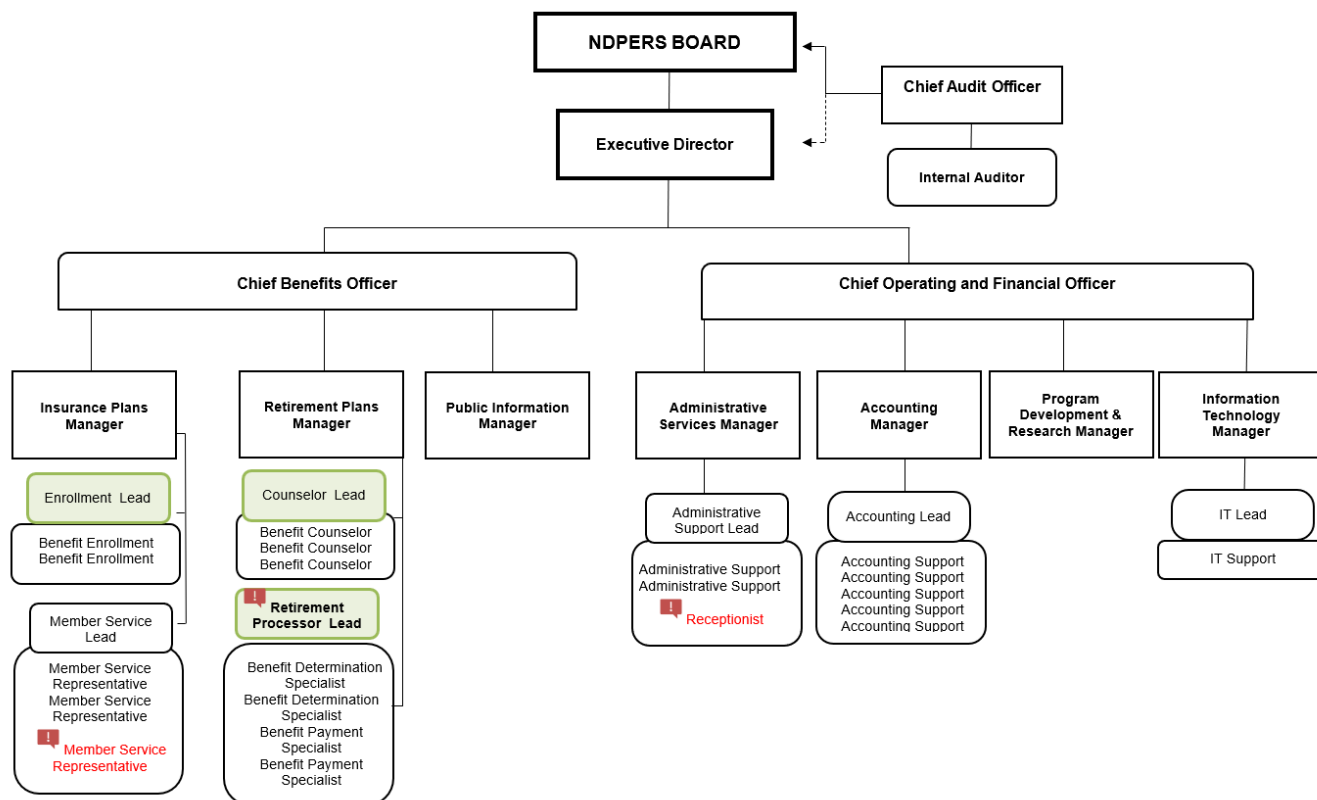 NDPERS BOARD
Chief Audit Officer
Executive Director
Internal Auditor
Chief Benefits Officer
Chief Operating and Financial Officer
Insurance Plans
Manager
Retirement Plans
Manager
Public Information
Manager
Administrative
Services Manager
Accounting
Manager
Program
Development &
Research Manager
Information
Technology
Manager
Enrollment Lead
Benefit Enrollment
Benefit Enrollment
Member Service
Lead
Member Service
Representative
Member Service
Representative
!
Member Service
Representative
Counselor Lead
Benefit Counselor
Benefit Counselor
Benefit Counselor
!
Retirement
Processor Lead
Benefit Determination
Specialist
Benefit Determination
Specialist
Benefit Payment
Specialist
Benefit Payment
Specialist
Administrative
Support Lead
Administrative Support
Administrative Support
!
Receptionist
Accounting Lead
Accounting Support
Accounting Support
Accounting Support
Accounting Support
Accounting Support
IT Lead
IT Support